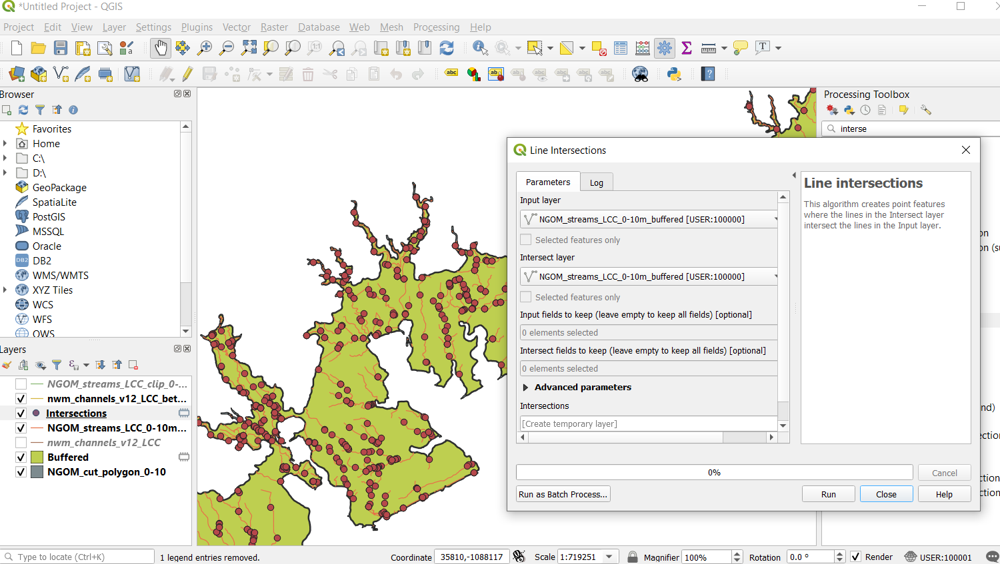 *Untitled Project - QGIS
Project Edit View Layer Settings Plugins Vector Raster Database Web Mesh Processing Help
Browser
Favorites
Home
C:\
D:\
GeoPackage
SpatiaLite
PostGIS
MSSQL
Oracle
DB2 DB2
WMS/WMTS
XYZ Tiles
WCS
WFS
OWS
Layers
NGOM_streams_LCC_clip_0-...
nwm_channels_v12_LCC_bet...
Intersections
NGOM_streams_LCC_0-10m...
nwm_channels_v12_LCC
Buffered
NGOM_cut_polygon_0-10
Processing Toolbox
interse
Line Intersections
Parameters Log
Input layer
NGOM_streams_LCC_0-10m_buffered [USER:100000]
Selected features only
Intersect layer
NGOM_streams_LCC_0-10m_buffered [USER:100000]
Selected features only
Input fields to keep (leave empty to keep all fields) [optional]
0 elements selected
Intersect fields to keep (leave empty to keep all fields) [optional]
0 elements selected
Advanced parameters
Intersections
[Create temporary layer]
Line intersections
This algorithm creates point features
where the lines in the Intersect layer
intersect the lines in the Input layer.
0%
Cancel
Run as Batch Process...
Run Close Help
on
on (su
nd)
ection
ction
ction
Type to locate (Ctrl+K) 1 legend entries removed. Coordinate 35810,-1088117 Scale 1:719251 Magnifier 100% Rotation 0.0 ° Render USER:100001